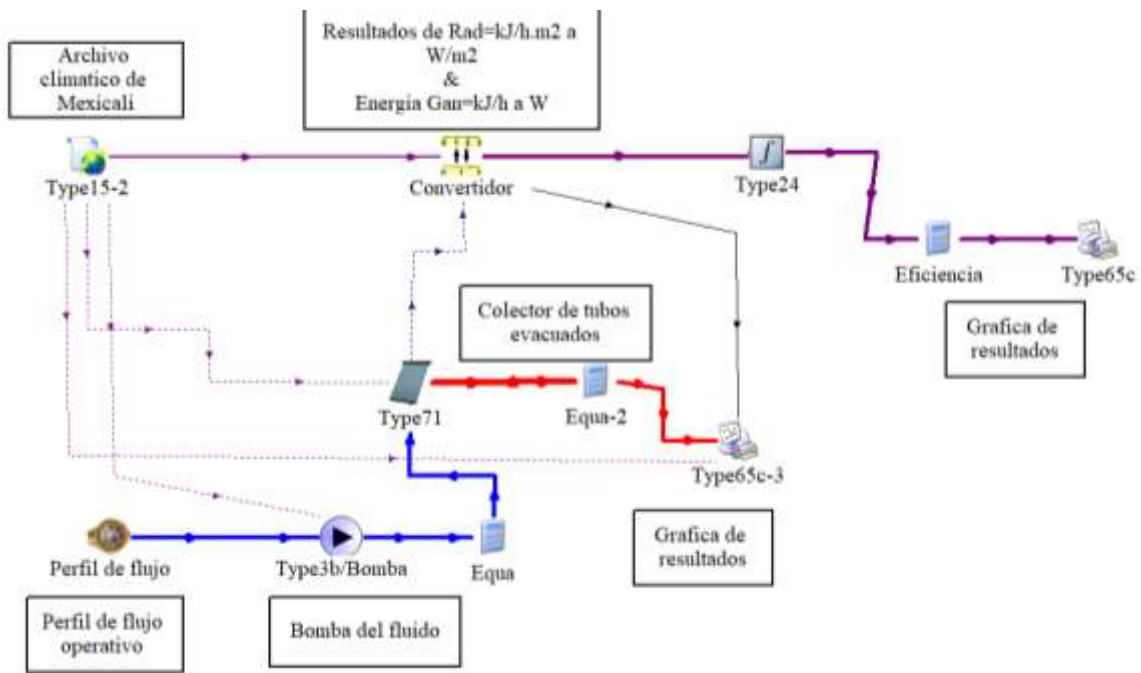 Resultados de Rad=kJ/h.m2 a
W/m2
&
Energia Gan=kJ/h a W
Archivo
climatico de
Mexicali
Type15-2
Convertidor
Type24
Eficiencia
Type65c
Grafica de
resultados
Colector de tubos
evacuados
Type71
Equa-2
Type65c-3
Grafica de
resultados
Perfil de flujo
Type3b/Bomba
Equa
Perfil de flujo
operativo
Bomba del fluido